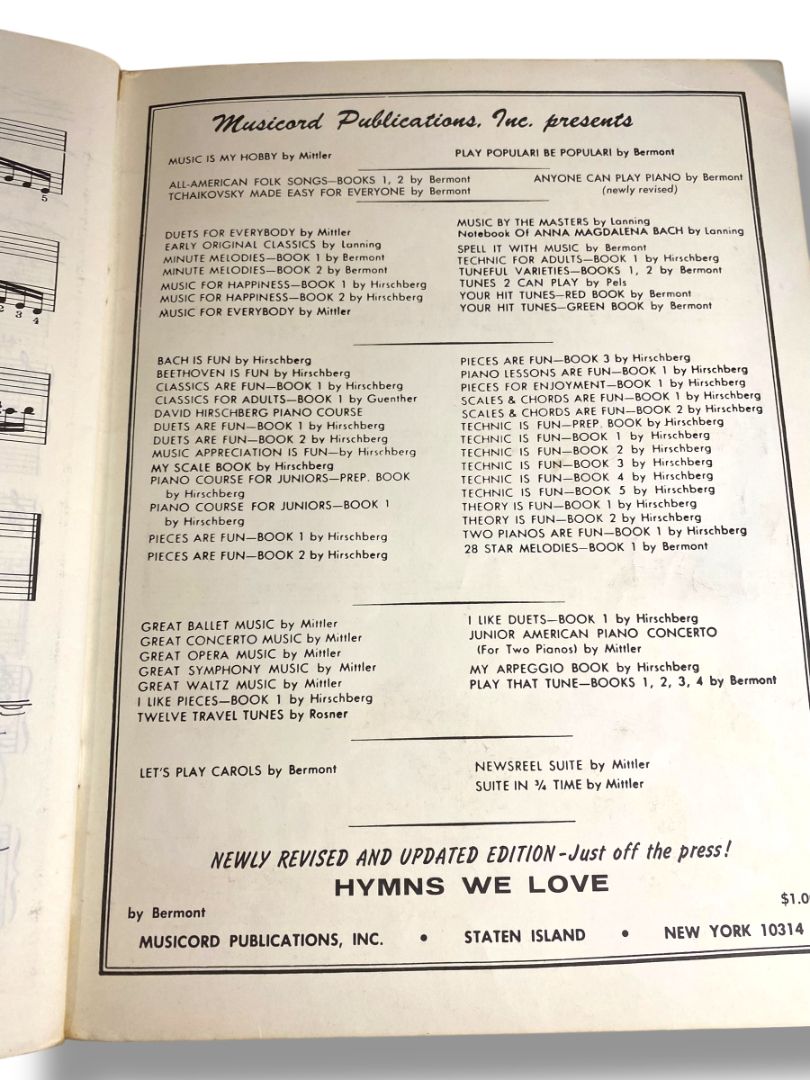 5
2 3 4
Musicord Publications, Inc. presents
MUSIC IS MY HOBBY by Mittler
PLAY POPULAR! BE POPULAR! by Bermont
ALL-AMERICAN FOLK SONGS—BOOKS 1, 2 by Bermont
TCHAIKOVSKY MADE EASY FOR EVERYONE by Bermont
ANYONE CAN PLAY PIANO by Bermont
(newly revised)
DUETS FOR EVERYBODY by Mittler
EARLY ORIGINAL CLASSICS by Lanning
MINUTE MELODIES—BOOK 1 by Bermont
MINUTE MELODIES—BOOK 2 by Bermont
MUSIC FOR HAPPINESS—BOOK 1 by Hirschberg
MUSIC FOR HAPPINESS—BOOK 2 by Hirschberg
MUSIC FOR EVERYBODY by Mittler
MUSIC BY THE MASTERS by Lanning
Notebook Of ANNA MAGDALENA BACH by Lanning
SPELL IT WITH MUSIC by Bermont
TECHNIC FOR ADULTS—BOOK 1 by Hirschberg
TUNEFUL VARIETIES—BOOKS 1, 2 by Bermont
TUNES 2 CAN PLAY by Pels
YOUR HIT TUNES—RED BOOK by Bermont
YOUR HIT TUNES—GREEN BOOK by Bermont
BACH IS FUN by Hirschberg
BEETHOVEN IS FUN by Hirschberg
CLASSICS ARE FUN—BOOK 1 by Hirschberg
CLASSICS FOR ADULTS—BOOK 1 by Guenther
DAVID HIRSCHBERG PIANO COURSE
DUETS ARE FUN—BOOK 1 by Hirschberg
DUETS ARE FUN—BOOK 2 by Hirschberg
MUSIC APPRECIATION IS FUN—by Hirschberg
MY SCALE BOOK by Hirschberg
PIANO COURSE FOR JUNIORS—PREP. BOOK
by Hirschberg
PIANO COURSE FOR JUNIORS—BOOK 1
by Hirschberg
PIECES ARE FUN—BOOK 1 by Hirschberg
PIECES ARE FUN—BOOK 2 by Hirschberg
PIECES ARE FUN—BOOK 3 by Hirschberg
PIANO LESSONS ARE FUN—BOOK 1 by Hirschberg
PIECES FOR ENJOYMENT—BOOK 1 by Hirschberg
SCALES & CHORDS ARE FUN—BOOK 1 by Hirschberg
SCALES & CHORDS ARE FUN—BOOK 2 by Hirschberg
TECHNIC IS FUN—PREP. BOOK by Hirschberg
TECHNIC IS FUN—BOOK 1 by Hirschberg
TECHNIC IS FUN—BOOK 2 by Hirschberg
TECHNIC IS FUN—BOOK 3 by Hirschberg
TECHNIC IS FUN—BOOK 4 by Hirschberg
TECHNIC IS FUN—BOOK 5 by Hirschberg
THEORY IS FUN—BOOK 1 by Hirschberg
THEORY IS FUN—BOOK 2 by Hirschberg
TWO PIANOS ARE FUN—BOOK 1 by Hirschberg
28 STAR MELODIES—BOOK 1 by Bermont
GREAT BALLET MUSIC by Mittler
GREAT CONCERTO MUSIC by Mittler
GREAT OPERA MUSIC by Mittler
GREAT SYMPHONY MUSIC by Mittler
GREAT WALTZ MUSIC by Mittler
I LIKE PIECES—BOOK 1 by Hirschberg
TWELVE TRAVEL TUNES by Rosner
I LIKE DUETS—BOOK 1 by Hirschberg
JUNIOR AMERICAN PIANO CONCERTO
(For Two Pianos) by Mittler
MY ARPEGGIO BOOK by Hirschberg
PLAY THAT TUNE—BOOKS 1, 2, 3, 4 by Bermont
LET'S PLAY CAROLS by Bermont
NEWSREEL SUITE by Mittler
SUITE IN ¾ TIME by Mittler
NEWLY REVISED AND UPDATED EDITION-Just off the press!
HYMNS WE LOVE
by Bermont
$1.0
MUSICORD PUBLICATIONS, INC. • STATEN ISLAND • NEW YORK 10314